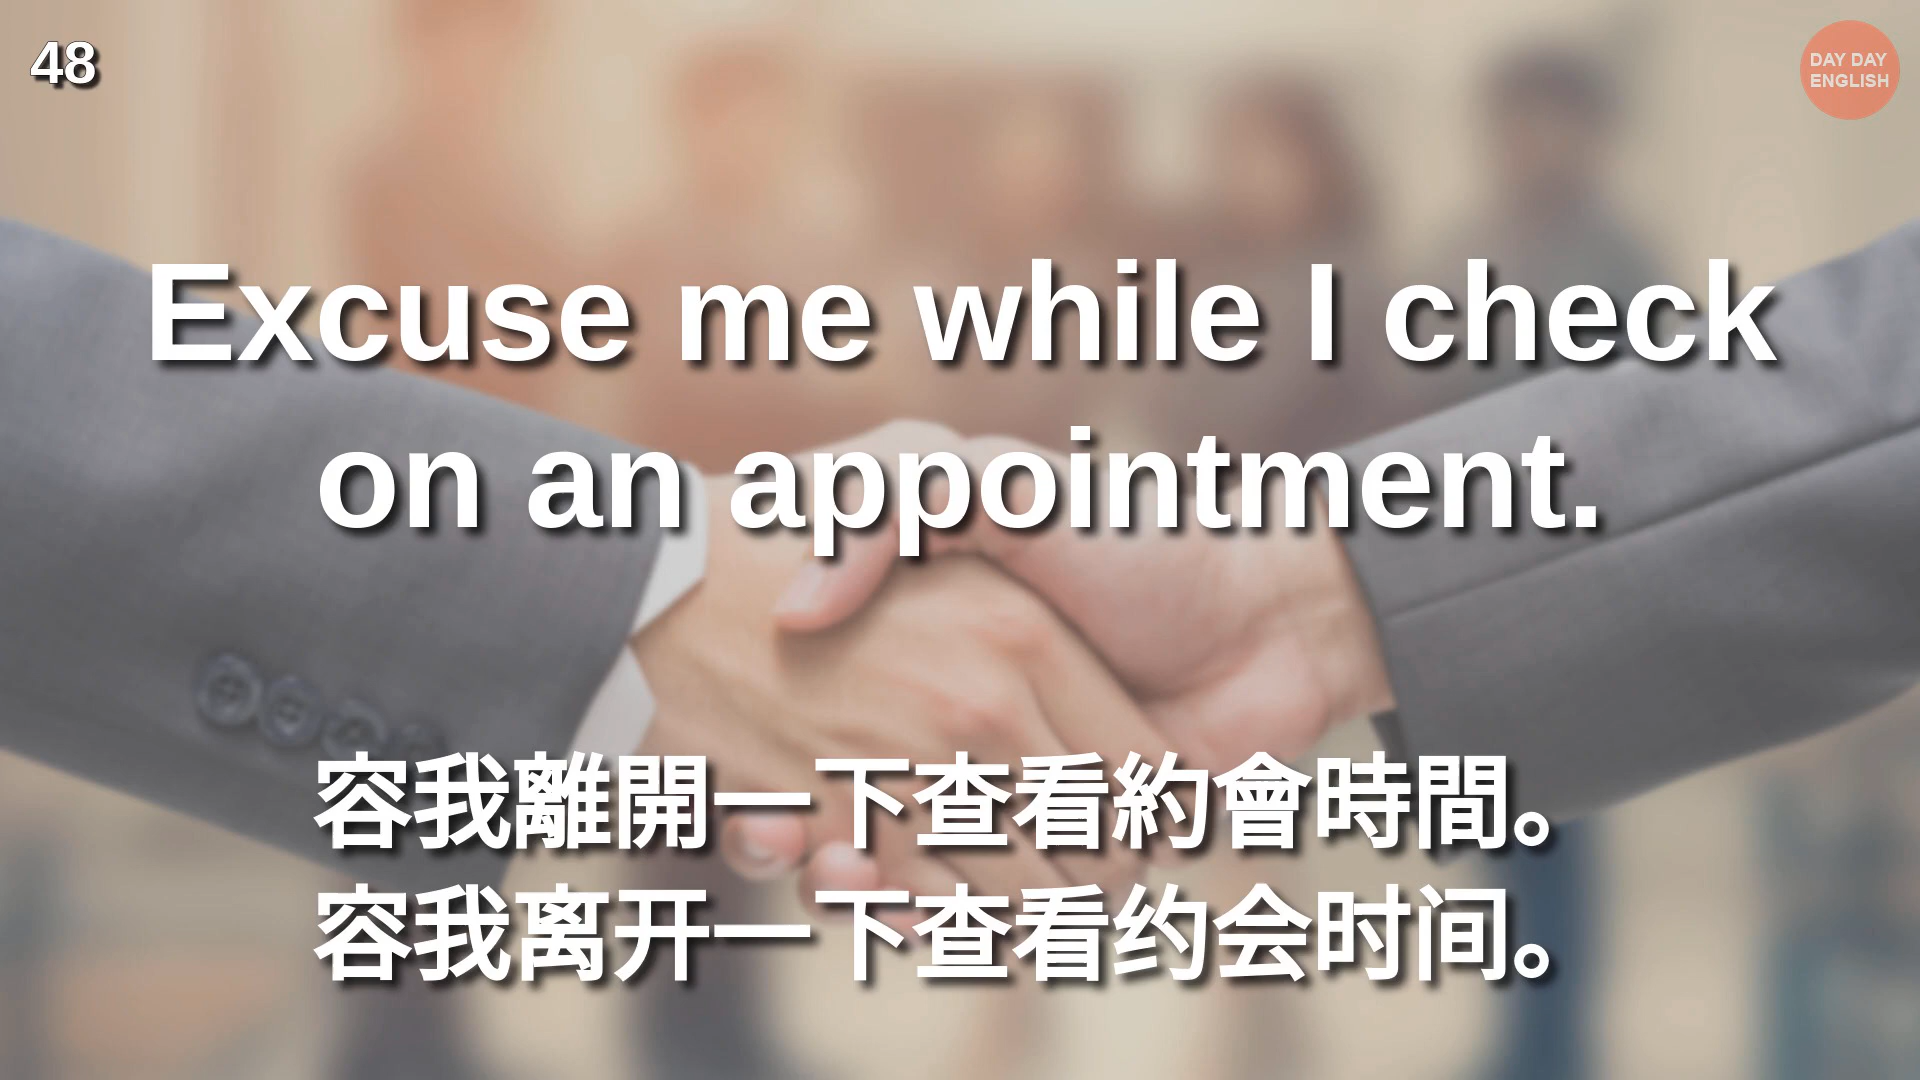 48
DAY DAY
ENGLISH
Excuse me while I check
on an appointment.
容我離開一下查看約會時間。
容我离开一下查看约会时间。